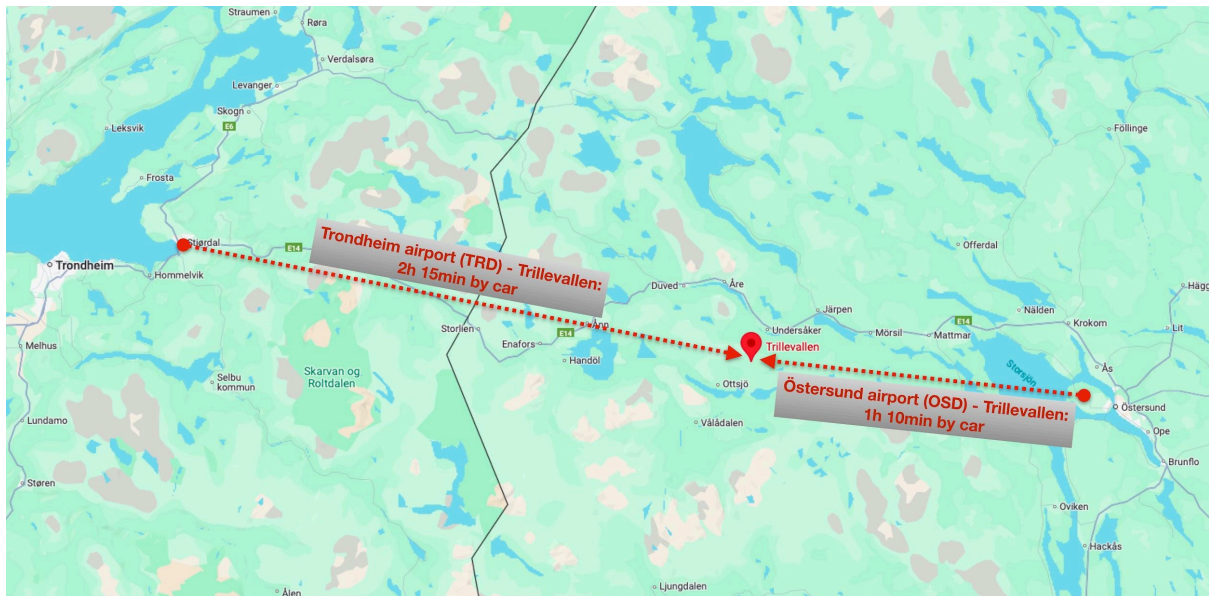 Straumen
Røra
Verdalsøra
Levanger
Skogn
E6
Leksvik
Frosta
Stjørdal
Trondheim
Hommelvik
E14
Trondheim airport (TRD) - Trillevallen:
2h 15min by car
Melhus
Selbu
kommun
Skarvan og
Roltdalen
Lundamo
Støren
Ålen
Storlien
Enafors
E14
Ånn
Handöl
Duved
Åre
Undersåker
Trillevallen
Ottsjö
Vålådalen
Järpen
Mörsil
Mattmar
E14
Offerdal
Föllinge
Nälden
Krokom
Hägg
Lit
Ås
Storsjön
Östersund airport (OSD) - Trillevallen:
1h 10min by car
Östersund
Ope
Brunflo
Oviken
Hackås
Ljungdalen